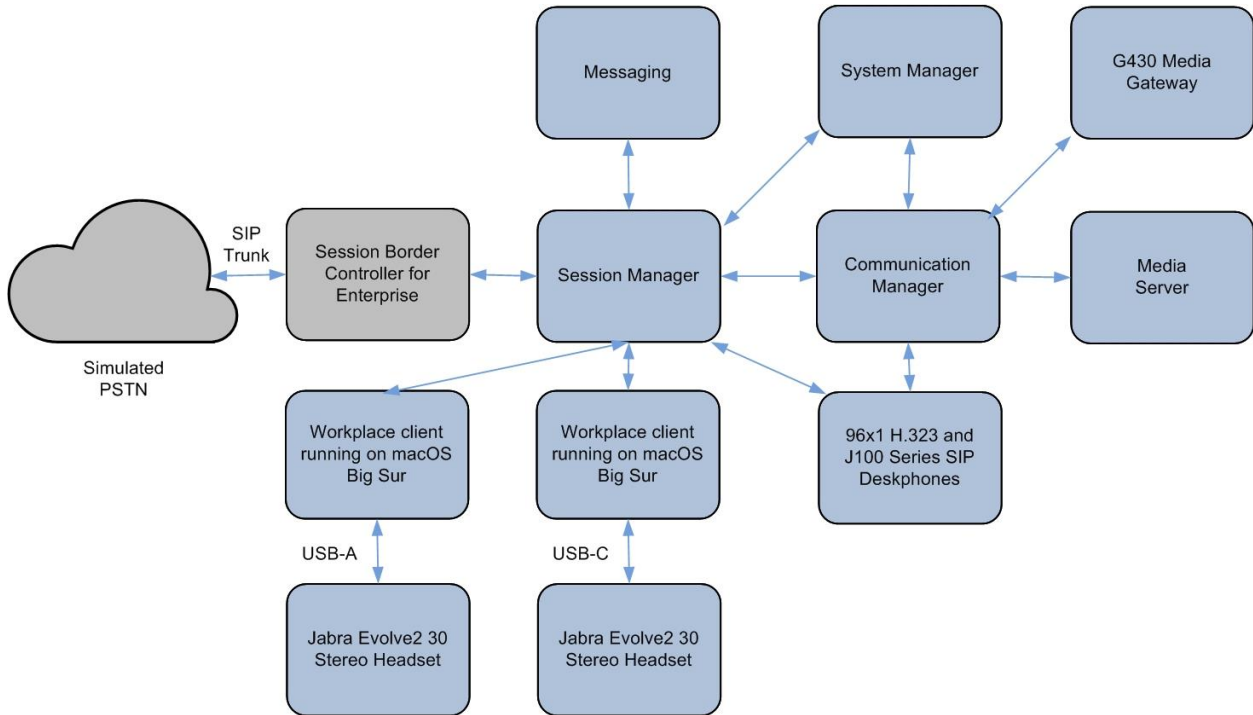 Messaging
System Manager
G430 Media
Gateway
SIP
Trunk
Session Border
Controller for
Enterprise
Session Manager
Communication
Manager
Media
Server
Simulated
PSTN
Workplace client
running on macOS
Big Sur
Workplace client
running on macOS
Big Sur
96x1 H.323 and
J100 Series SIP
Deskphones
USB-A
USB-C
Jabra Evolve2 30
Stereo Headset
Jabra Evolve2 30
Stereo Headset